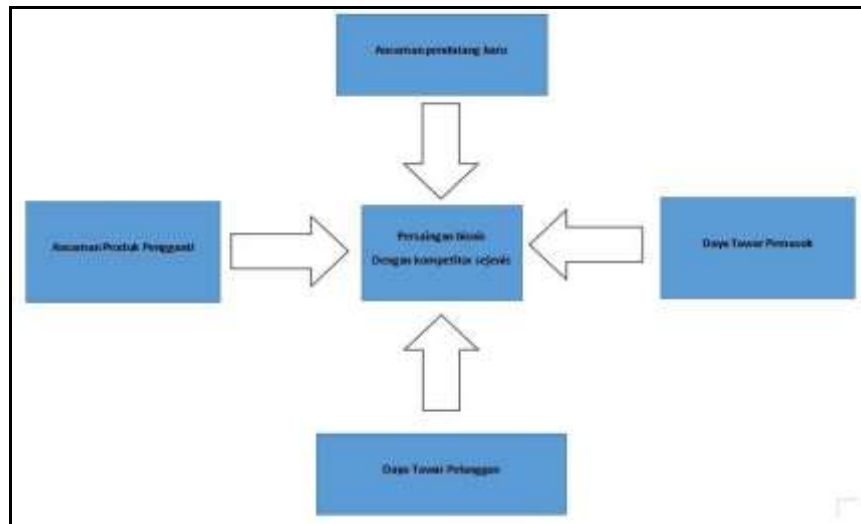 Ancaman pendatang baru
Ancaman Produk Pengganti
Persaingan bisnis
Dengan kompetitor sejenis
Daya Tawar Pemasok
Daya Tawar Pelanggan